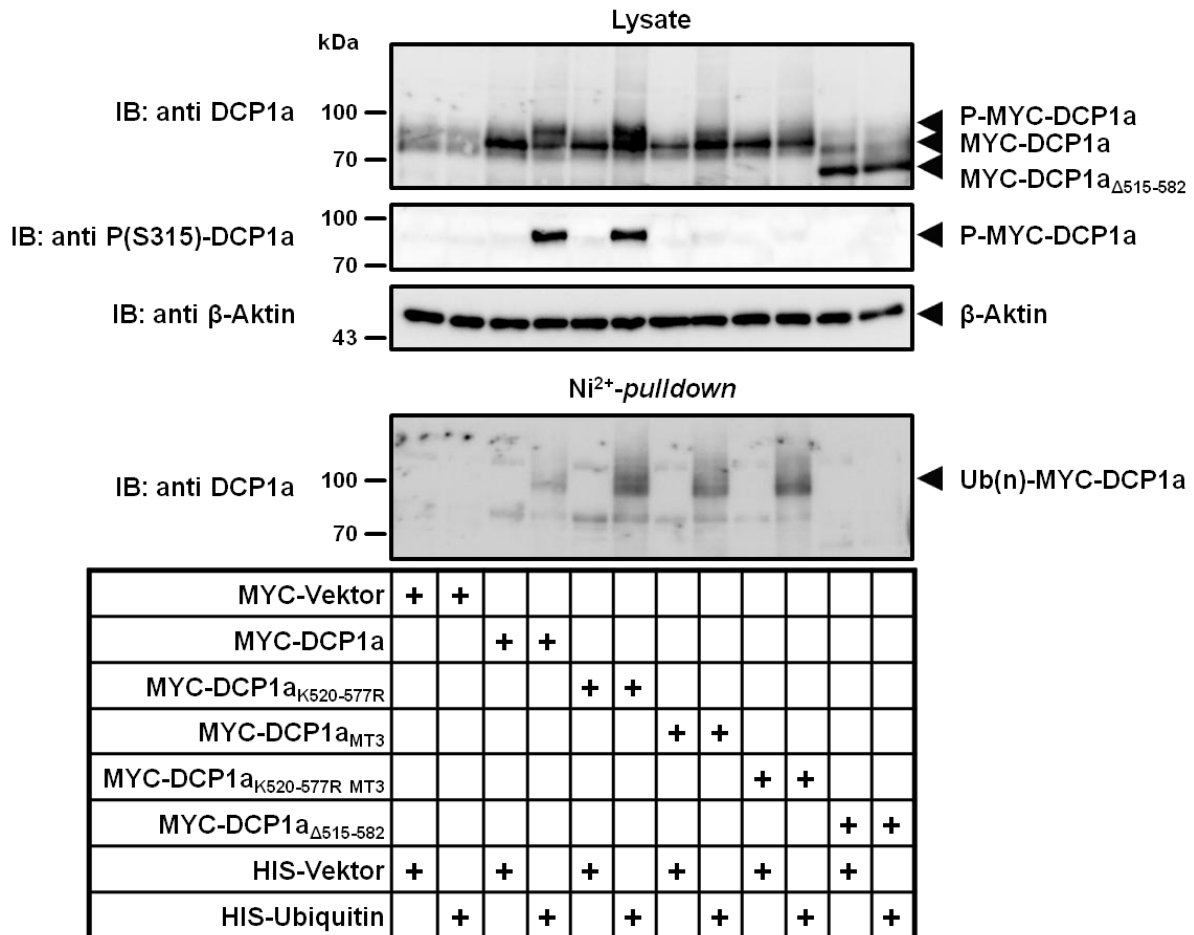 Lysate
kDa
IB: anti DCP1a 100 70 P-MYC-DCP1a
MYC-DCP1a
MYC-DCP1aΔ515-582
IB: anti P(S315)-DCP1a 100 70 P-MYC-DCP1a
IB: anti β-Aktin 43 β-Aktin
Ni²⁺-pulldown
IB: anti DCP1a 100 70 Ub(n)-MYC-DCP1a
MYC-Vektor + +
MYC-DCP1a + +
MYC-DCP1aK520-577R + +
MYC-DCP1aMT3 + +
MYC-DCP1aK520-577R MT3 + +
MYC-DCP1aΔ515-582 + +
HIS-Vektor + + + + + +
HIS-Ubiquitin + + + + + +